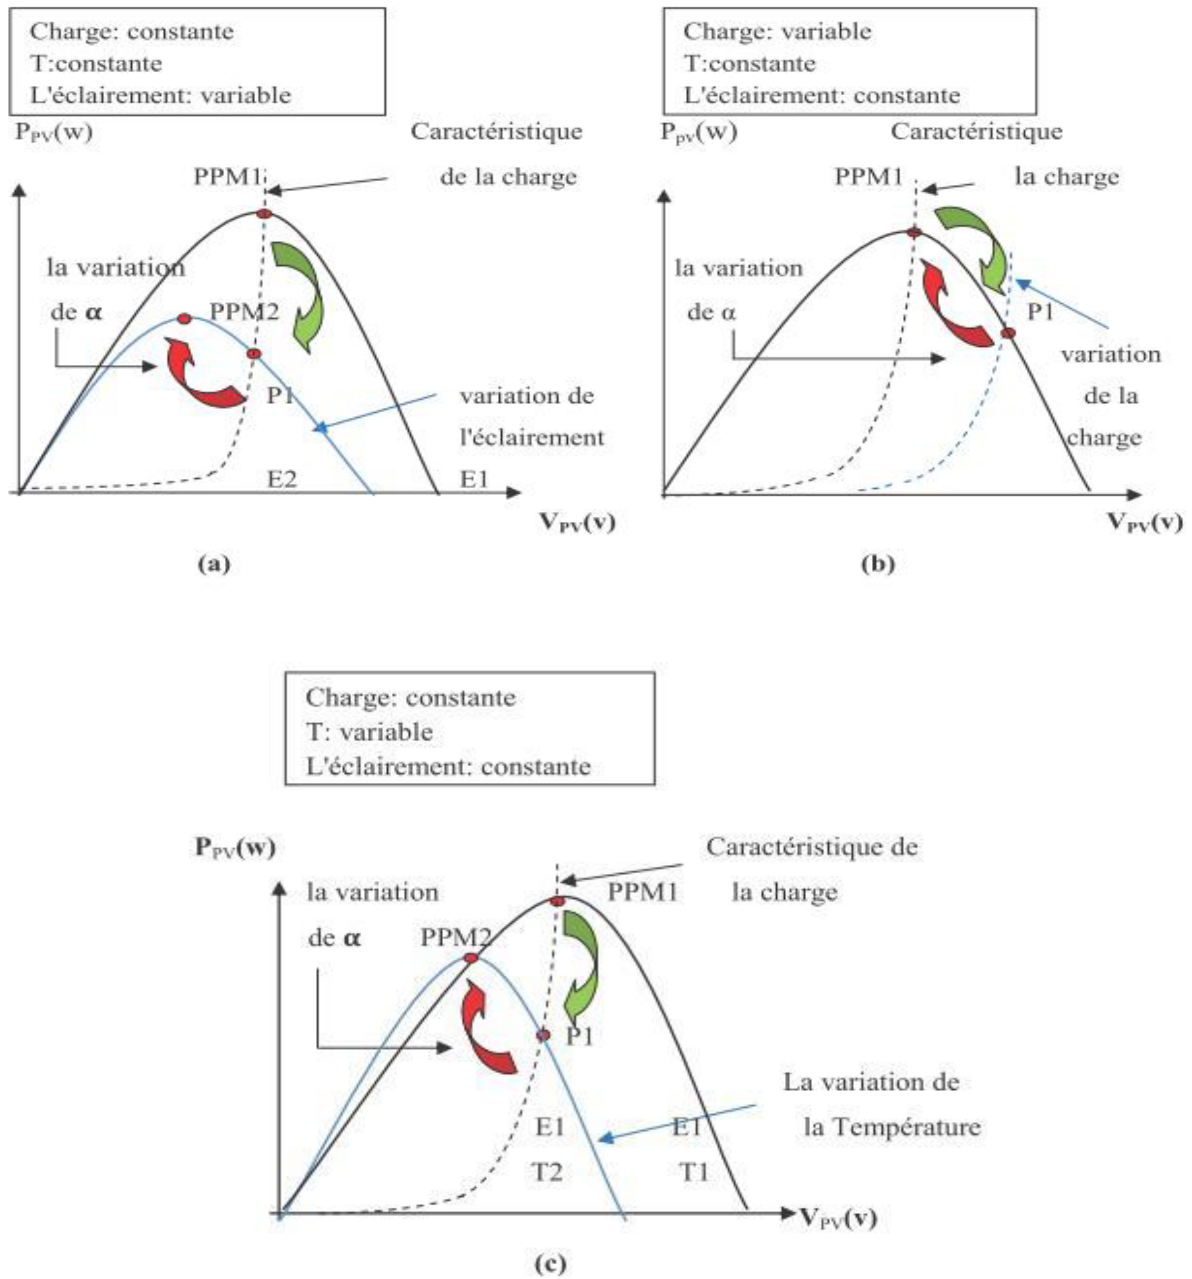 Charge: constante
T:constante
L'éclairement: variable
P_PV(w)
Caractéristique
de la charge
PPM1
la variation
de α
PPM2
P1
variation de
l'éclairement
E2
E1
V_PV(v)
(a)
Charge: variable
T:constante
L'éclairement: constante
P_pv(w)
Caractéristique
la charge
PPM1
la variation
de α
P1
variation
de la
charge
V_PV(v)
(b)
Charge: constante
T: variable
L'éclairement: constante
P_PV(w)
Caractéristique de
la charge
PPM1
la variation
de α
PPM2
P1
La variation de
la Température
E1
T2
E1
T1
V_PV(v)
(c)